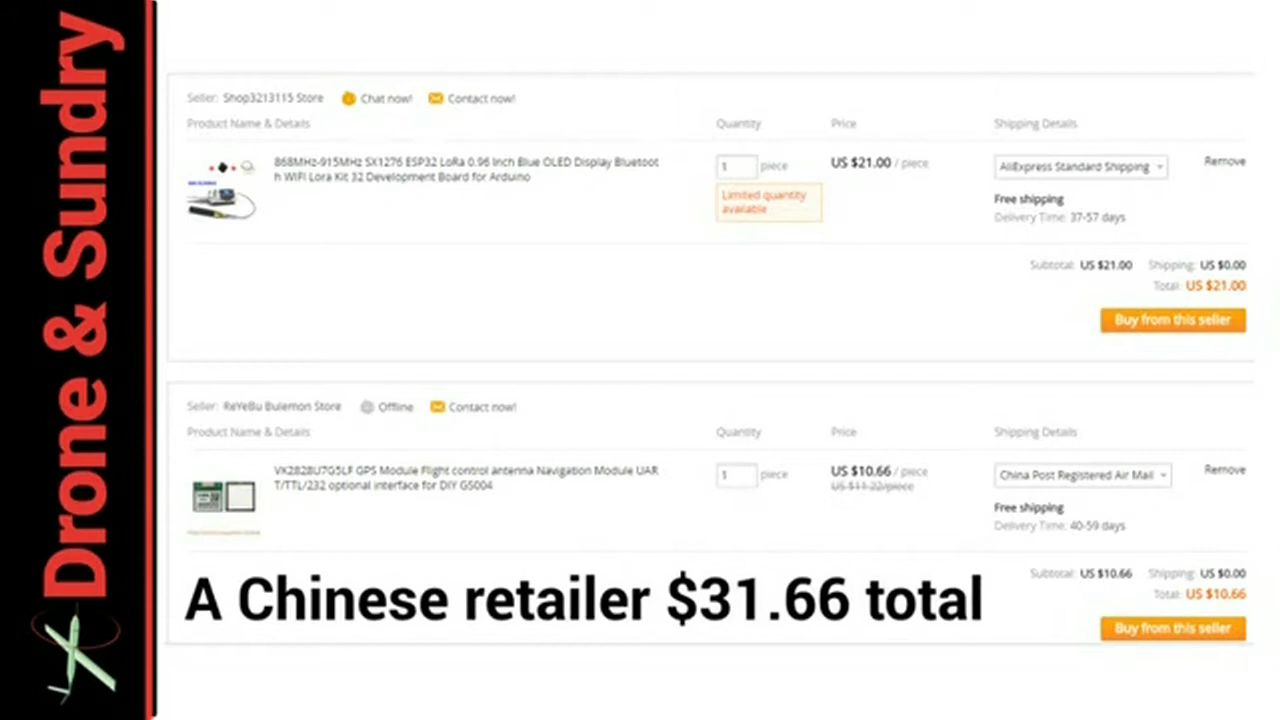 Drone & Sundry
Seller: Shop3213115 Store Chat now! Contact now!
Product Name & Details Quantity Price Shipping Details
868MHz-915MHz SX1276 ESP32 LoRa 0.96 Inch Blue OLED Display Bluetoot 1 piece US $21.00 / piece AliExpress Standard Shipping Remove
h WIFI Lora Kit 32 Development Board for Arduino
Limited quantity
available
Free shipping
Delivery Time: 37-57 days
Subtotal: US $21.00 Shipping: US $0.00
Total: US $21.00
Buy from this seller
Seller: ReYeBu Bulemon Store Offline Contact now!
Product Name & Details Quantity Price Shipping Details
VK2828U7G5LF GPS Module Flight control antenna Navigation Module UAR 1 piece US $10.66 / piece China Post Registered Air Mail Remove
T/TTL/232 optional interface for DIY GS004
US $11.22/piece
Free shipping
Delivery Time: 40-59 days
Subtotal: US $10.66 Shipping: US $0.00
Total: US $10.66
Buy from this seller
A Chinese retailer $31.66 total